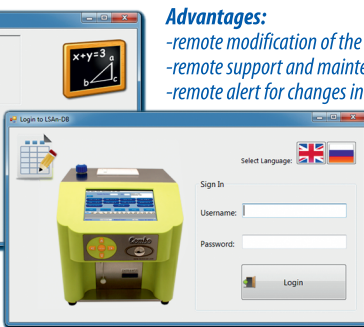 Advantages:
-remote modification of the
-remote support and mainte
-remote alert for changes in
x+y=3
a
b
c
Login to LSAn-DB
Select Language:
Sign In
Username:
Password:
Combo
Login